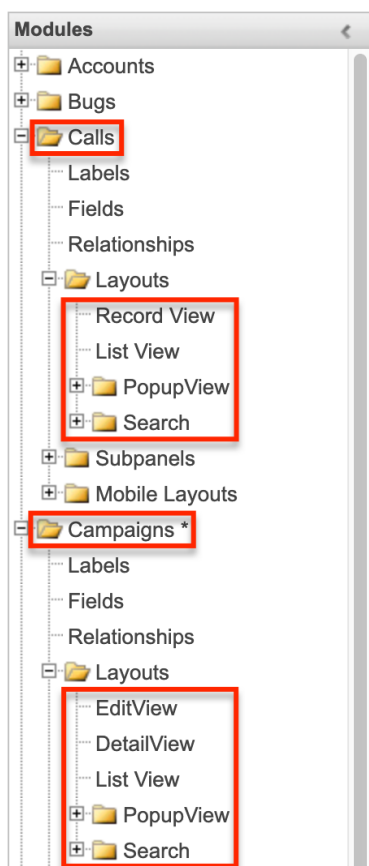 Modules
Accounts
Bugs
Calls
Labels
Fields
Relationships
Layouts
Record View
List View
PopupView
Search
Subpanels
Mobile Layouts
Campaigns *
Labels
Fields
Relationships
Layouts
EditView
DetailView
List View
PopupView
Search